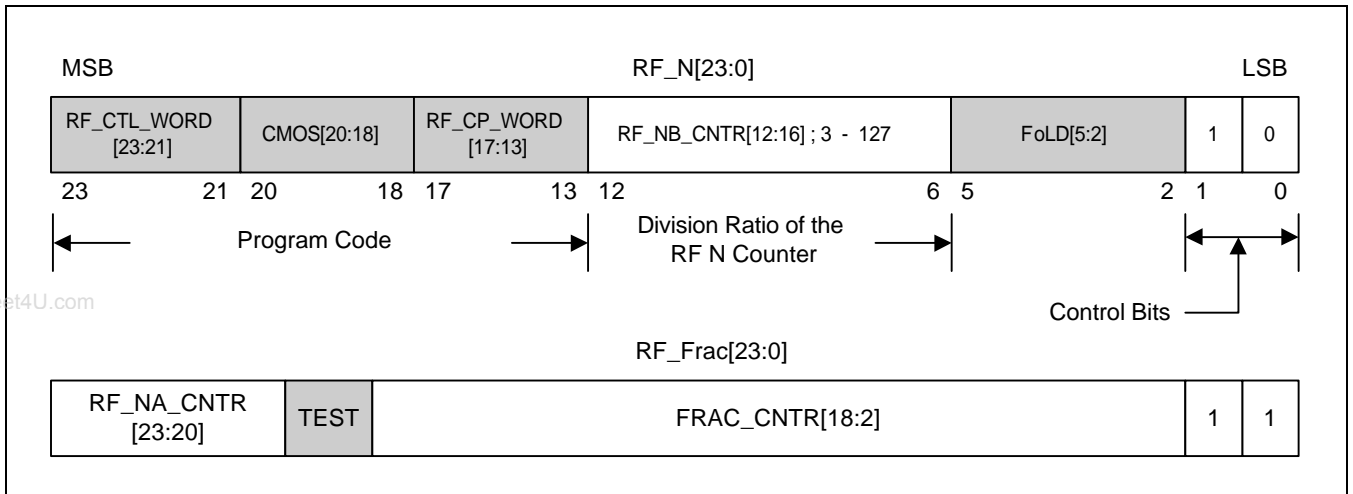 MSB RF_N[23:0] LSB
RF_CTL_WORD
[23:21]
CMOS[20:18]
RF_CP_WORD
[17:13]
RF_NB_CNTR[12:16] ; 3 - 127
FoLD[5:2]
1 0
23 21 20 18 17 13 12 6 5 2 1 0
Program Code
Division Ratio of the
RF N Counter
Control Bits
et4U.com
RF_Frac[23:0]
RF_NA_CNTR
[23:20]
TEST
FRAC_CNTR[18:2]
1 1